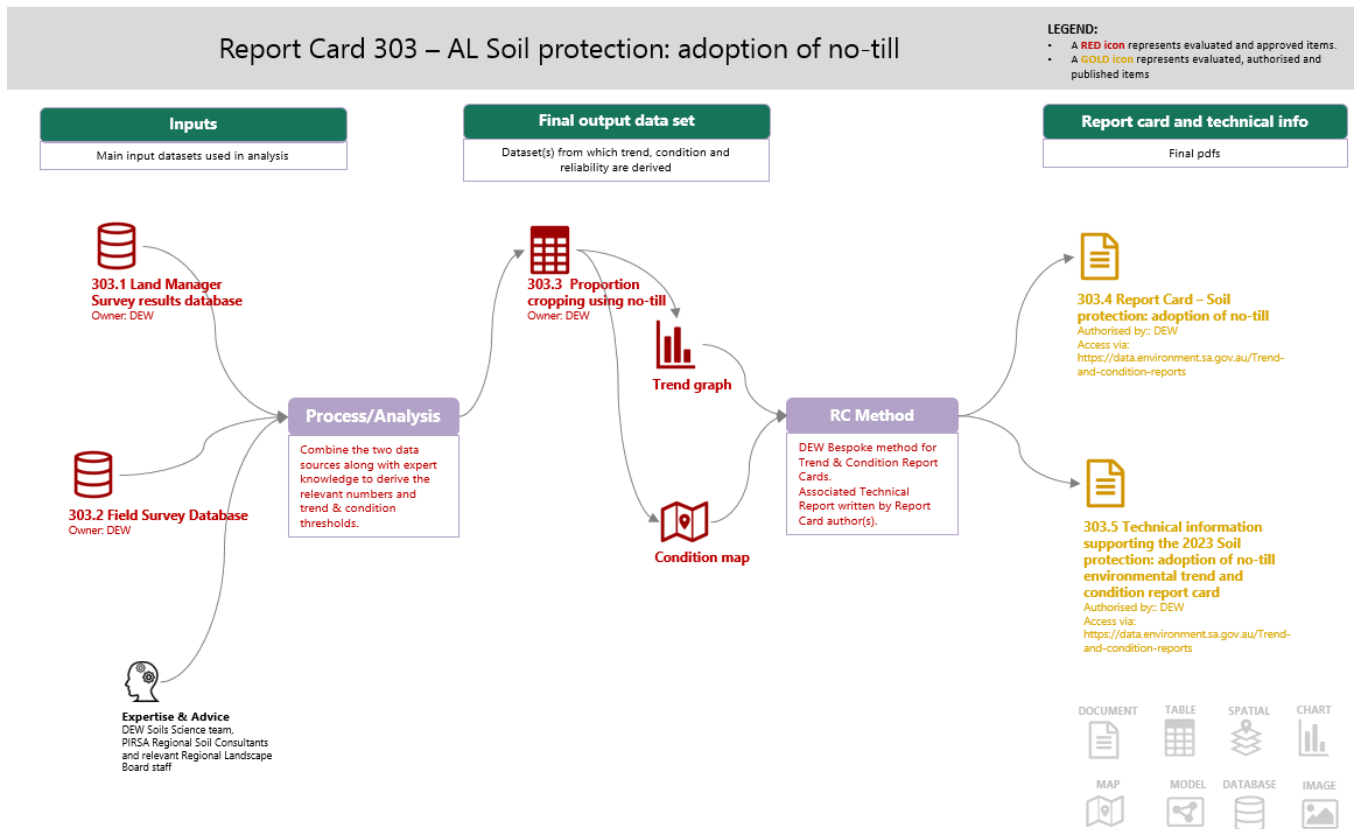 Report Card 303 – AL Soil protection: adoption of no-till
LEGEND:
- A RED icon represents evaluated and approved items.
- A GOLD icon represents evaluated, authorised and
published items
Inputs
Main input datasets used in analysis
Final output data set
Dataset(s) from which trend, condition and
reliability are derived
Report card and technical info
Final pdfs
303.1 Land Manager
Survey results database
Owner: DEW
303.2 Field Survey Database
Owner: DEW
Expertise & Advice
DEW Soils Science team,
PIRSA Regional Soil Consultants
and relevant Regional Landscape
Board staff
Process/Analysis
Combine the two data
sources along with expert
knowledge to derive the
relevant numbers and
trend & condition
thresholds.
303.3 Proportion
cropping using no-till
Owner: DEW
Trend graph
Condition map
RC Method
DEW Bespoke method for
Trend & Condition Report
Cards.
Associated Technical
Report written by Report
Card author(s).
303.4 Report Card – Soil
protection: adoption of no-till
Authorised by:: DEW
Access via:
https://data.environment.sa.gov.au/Trend-
and-condition-reports
303.5 Technical information
supporting the 2023 Soil
protection: adoption of no-till
environmental trend and
condition report card
Authorised by:: DEW
Access via:
https://data.environment.sa.gov.au/Trend-
and-condition-reports
DOCUMENT TABLE SPATIAL CHART
MAP MODEL DATABASE IMAGE